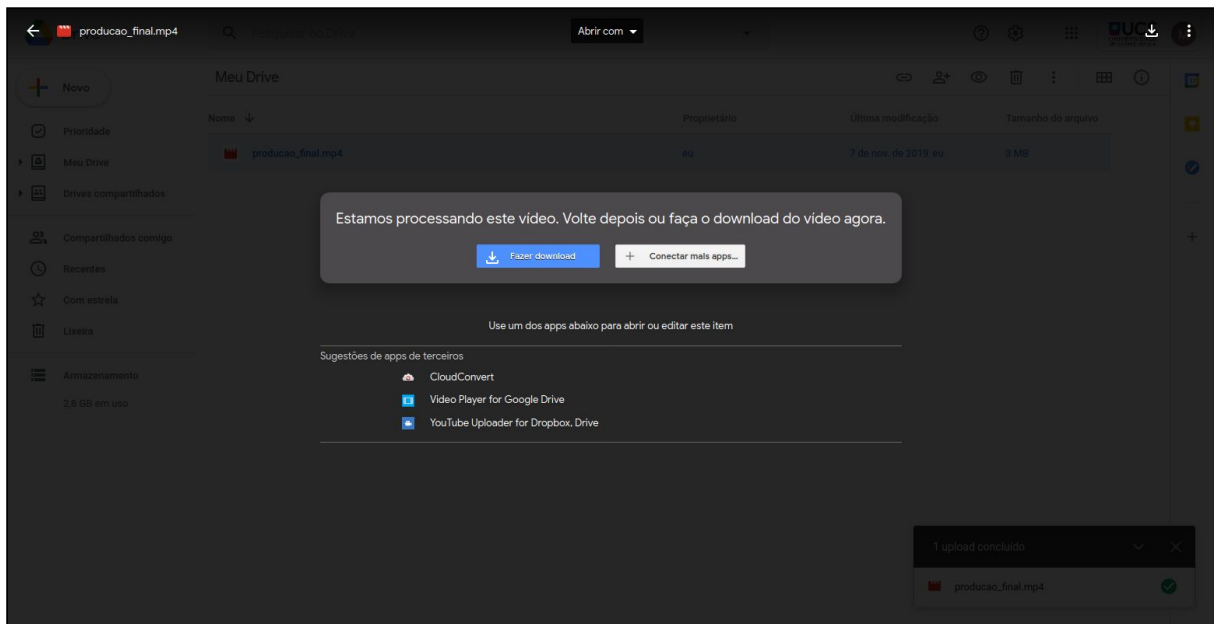 producao_final.mp4
Abrir com
Novo
Meu Drive
Nome
Proprietário
Última modificação
Tamanho do arquivo
Prioridade
producao_final.mp4
eu
7 de nov. de 2019 eu
3 MB
Meu Drive
Drives compartilhados
Estamos processando este vídeo. Volte depois ou faça o download do vídeo agora.
Fazer download
Conectar mais apps...
Compartilhados comigo
Recentes
Com estrela
Lixeira
Use um dos apps abaixo para abrir ou editar este item
Sugestões de apps de terceiros
Armazenamento
CloudConvert
2,8 GB em uso
Video Player for Google Drive
YouTube Uploader for Dropbox, Drive
1 upload concluído
producao_final.mp4